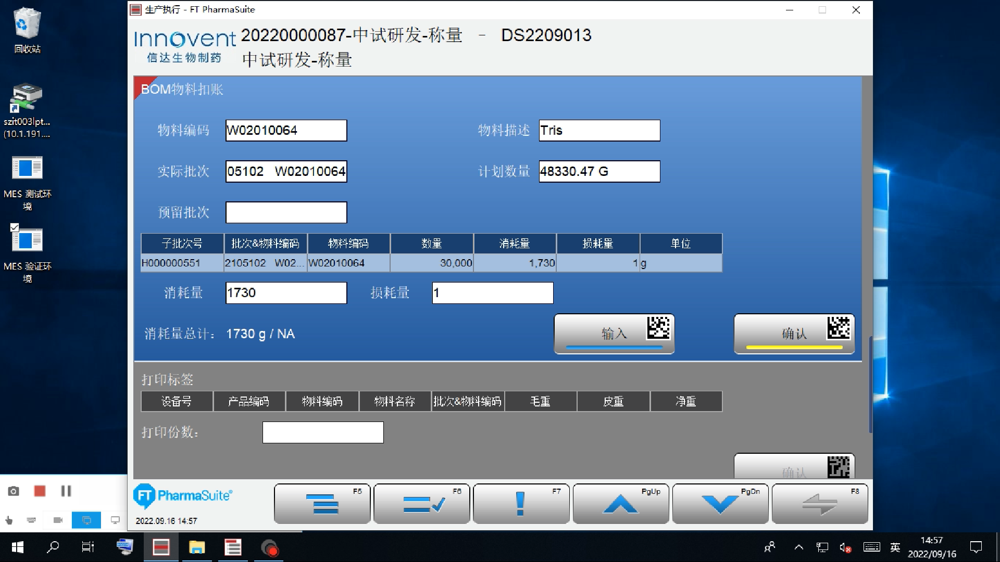 回收站
szit003lpt...
(10.1.191....
MES 测试环
境
MES 验证环
境
生产执行 - FT PharmaSuite
Innovent
信达生物制药
20220000087-中试研发-称量 - DS2209013
中试研发-称量
BOM物料扣账
物料编码 W02010064 物料描述 Tris
实际批次 05102 W02010064 计划数量 48330.47 G
预留批次
子批次号 批次&物料编码 物料编码 数量 消耗量 损耗量 单位
H000000551 2105102 W02... W02010064 30,000 1,730 1 g
消耗量 1730 损耗量 1
消耗量总计： 1730 g / NA 输入 确认
打印标签
设备号 产品编码 物料编码 物料名称 批次&物料编码 毛重 皮重 净重
打印份数：
确认
FT PharmaSuite®
2022.09.16 14:57
F5 F6 F7 PgUp PgDn F8
英
14:57
2022/09/16